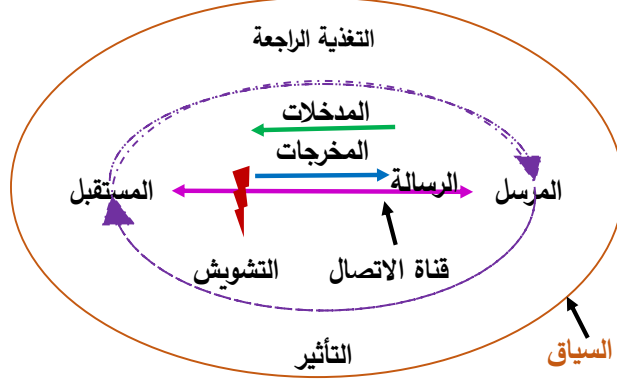 التغذية الراجعة
المدخلات
المخرجات
المرسل
الرسالة
المستقبل
قناة الاتصال
التشويش
السياق
التأثير